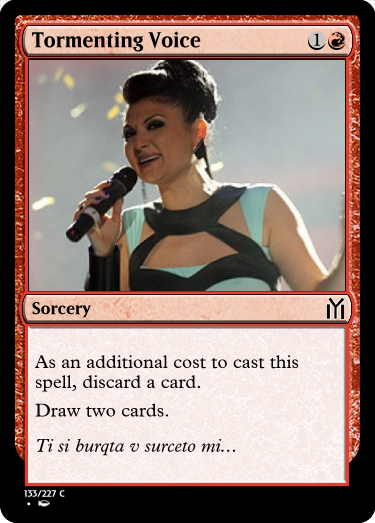 Tormenting Voice 1
Sorcery
As an additional cost to cast this
spell, discard a card.
Draw two cards.
Ti si burqta v surceto mi...
133/227 C